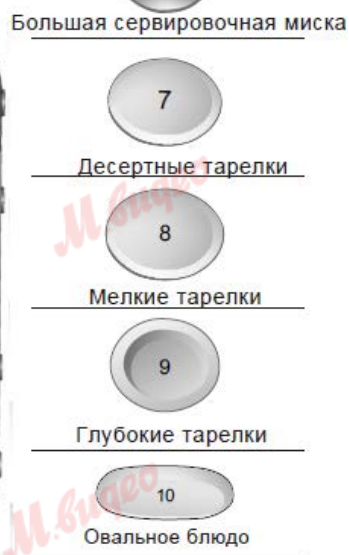 Большая сервировочная миска
7
Десертные тарелки
М.видео
8
Мелкие тарелки
9
Глубокие тарелки
10
М.видео
Овальное блюдо